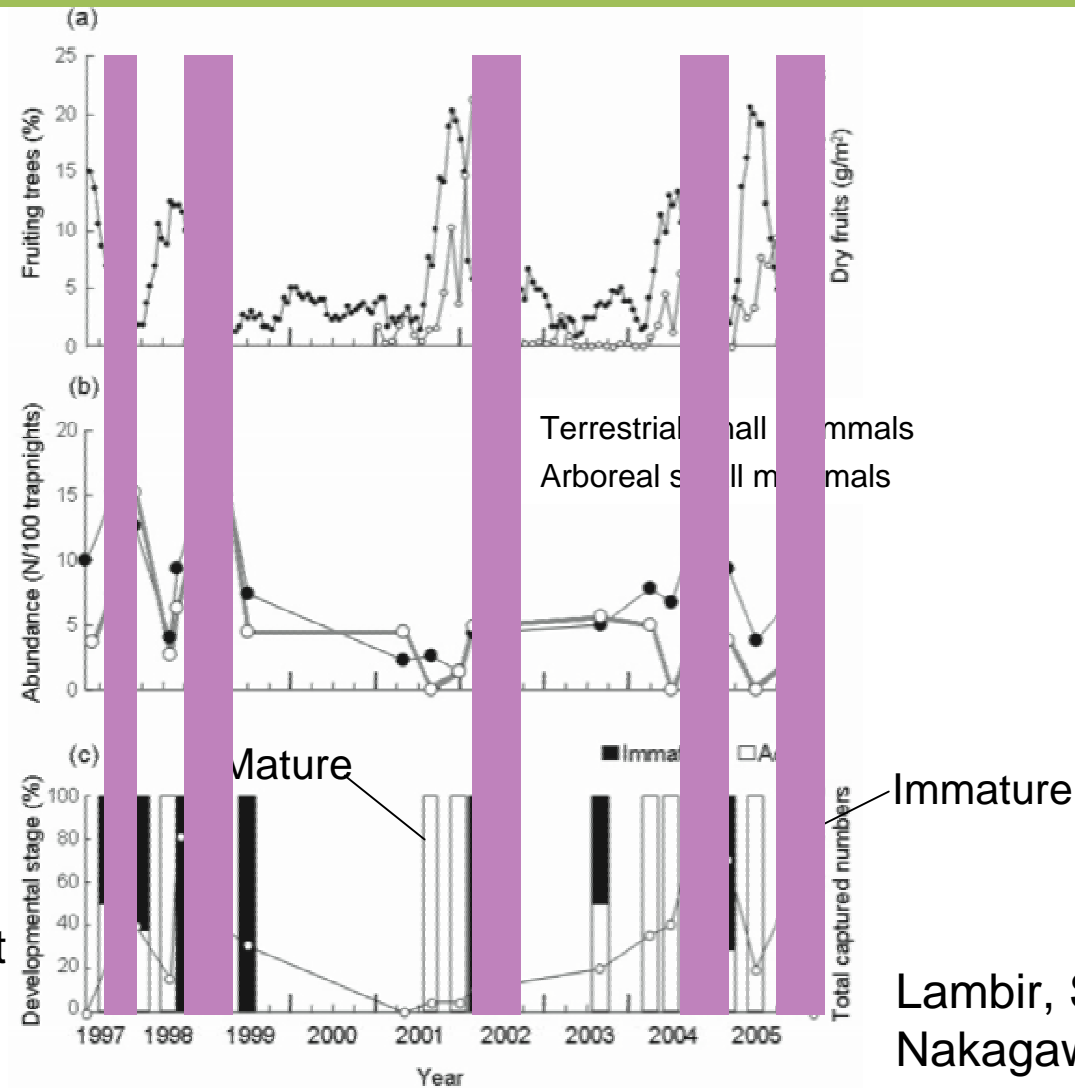 (a)
25
20
15
10
5
0
Fruiting trees (%)
Dry fruits (g/m²)
(b)
20
15
10
5
0
Abundance (N/100 trapnights)
Terrestrial mmals
Arboreal mals
(c)
Mature
Immature
100
80
60
40
20
0
Developmental stage (%)
Total captured numbers
t
1997 1998 1999 2000 2001 2002 2003 2004 2005
Year
Lambir, S
Nakagaw